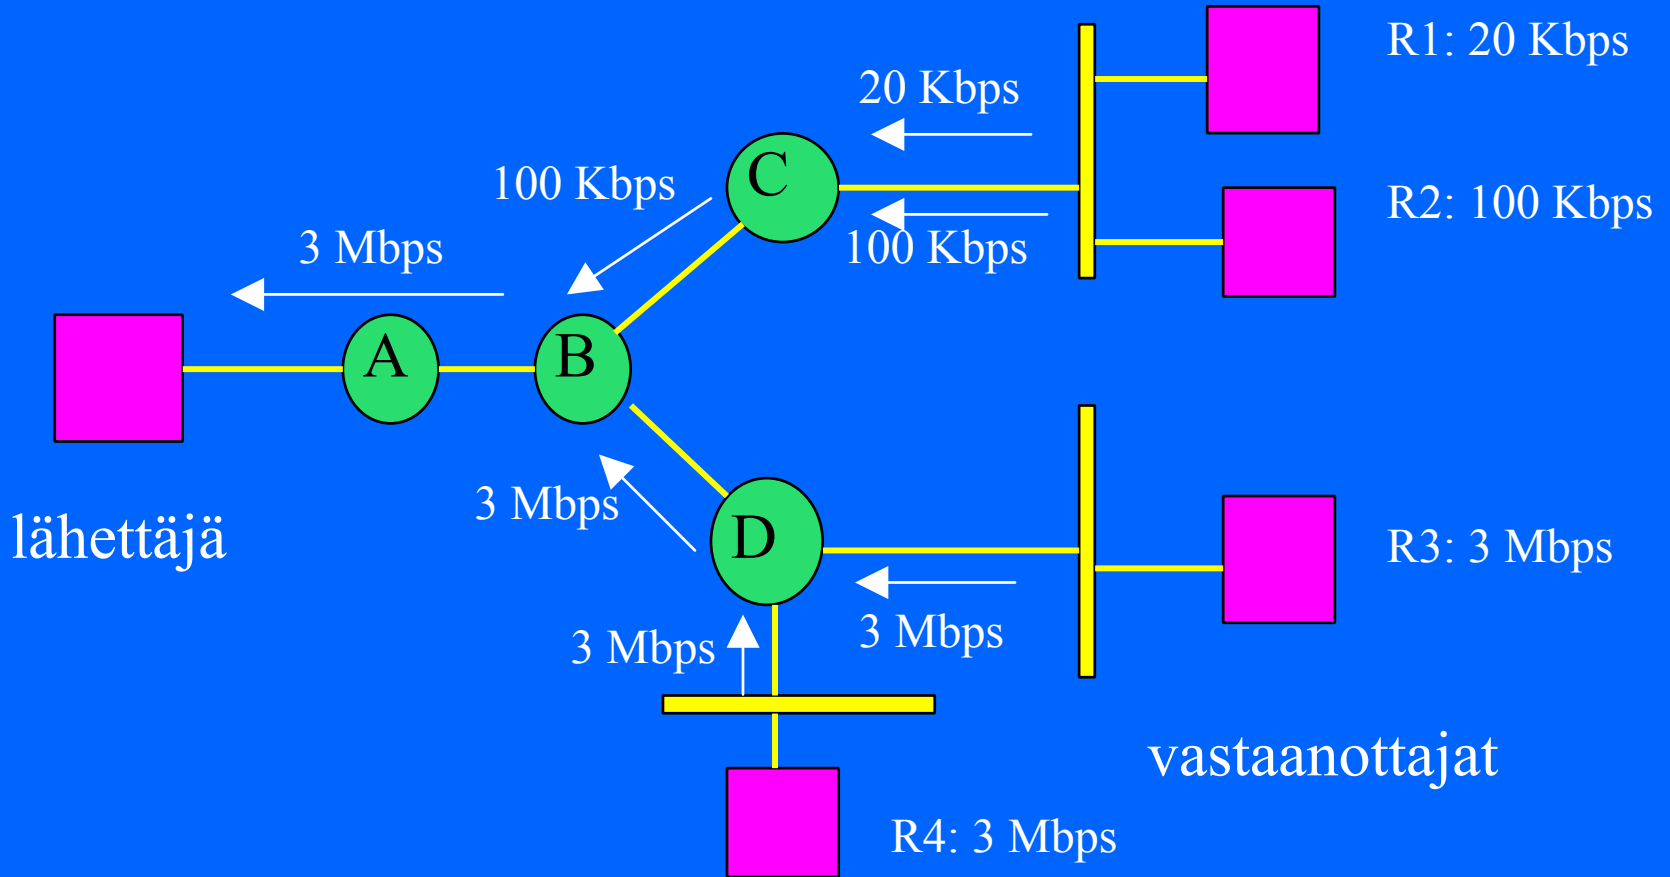 R1: 20 Kbps
20 Kbps
C
100 Kbps
R2: 100 Kbps
3 Mbps
100 Kbps
A
B
3 Mbps
lähettäjä
D
R3: 3 Mbps
3 Mbps
3 Mbps
vastaanottajat
R4: 3 Mbps